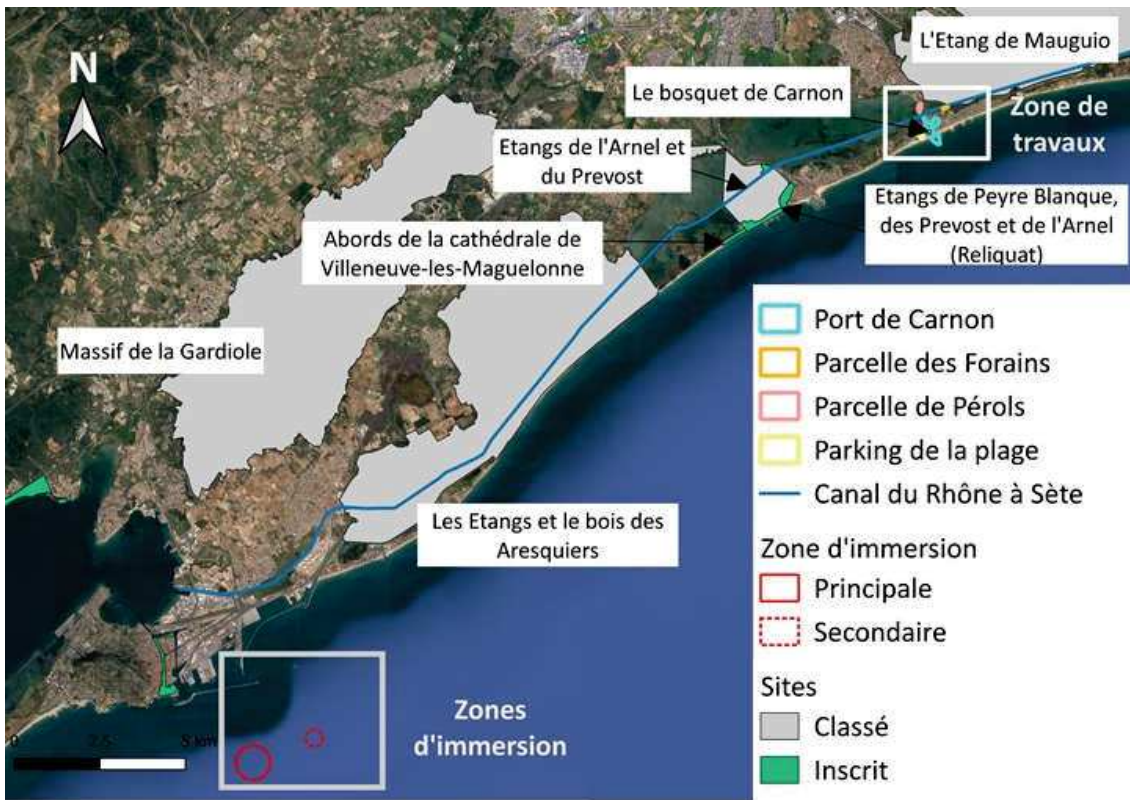 N
L'Etang de Mauguio
Le bosquet de Carnon
Zone de
travaux
Etangs de l'Arnel et
du Prevost
Etangs de Peyre Blanque,
des Prevost et de l'Arnel
(Reliquat)
Abords de la cathédrale de
Villeneuve-les-Maguelonne
Massif de la Gardiole
Les Etangs et le bois des
Aresquiers
Zones
d'immersion
0 2.5 5 km
Port de Carnon
Parcelle des Forains
Parcelle de Pérols
Parking de la plage
Canal du Rhône à Sète
Zone d'immersion
Principale
Secondaire
Sites
Classé
Inscrit